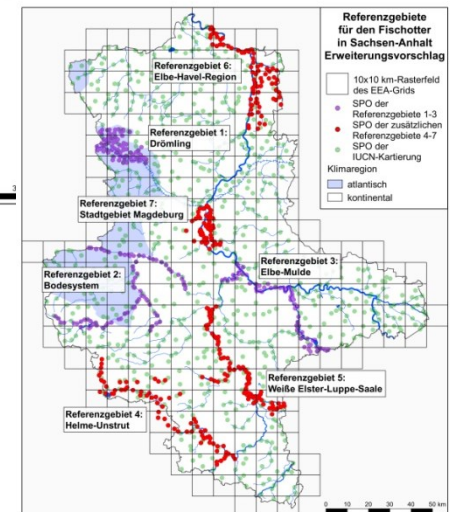 Referenzgebiete
für den Fischotter
in Sachsen-Anhalt
Erweiterungsvorschlag
10x10 km-Rasterfeld
des EEA-Grids
SPO der
Referenzgebiete 1-3
SPO der zusätzlichen
Referenzgebiete 4-7
SPO der
IUCN-Kartierung
Klimaregion
atlantisch
kontinental
Referenzgebiet 6:
Elbe-Havel-Region
Referenzgebiet 1:
Drömling
3
Referenzgebiet 7:
Stadtgebiet Magdeburg
Referenzgebiet 3:
Elbe-Mulde
Referenzgebiet 2:
Bodesystem
Referenzgebiet 5:
Weiße Elster-Luppe-Saale
Referenzgebiet 4:
Helme-Unstrut
0 10 20 30 40 50 km